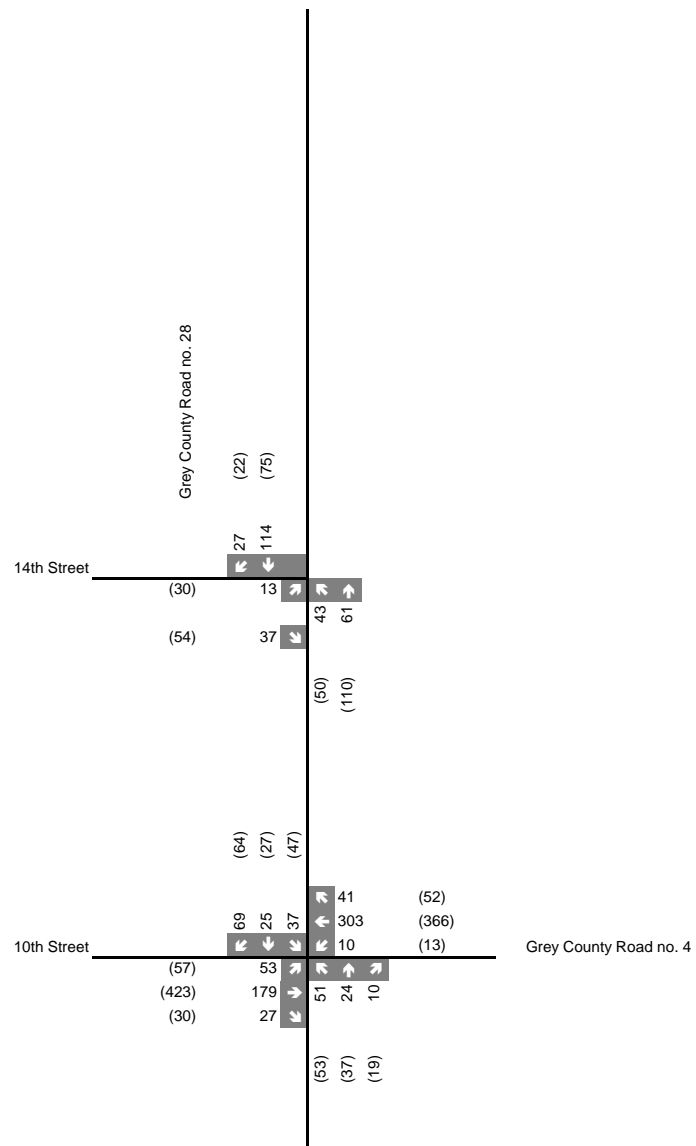 Grey County Road no. 28
(22) (75)
27 114
14th Street
(30) 13
43 61
(54) 37
(50) (110)
(64) (27) (47)
41 (52)
69 25 37
303 (366)
10th Street
10 (13)
Grey County Road no. 4
(57) 53
(423) 179
51 24 10
(30) 27
(53) (37) (19)